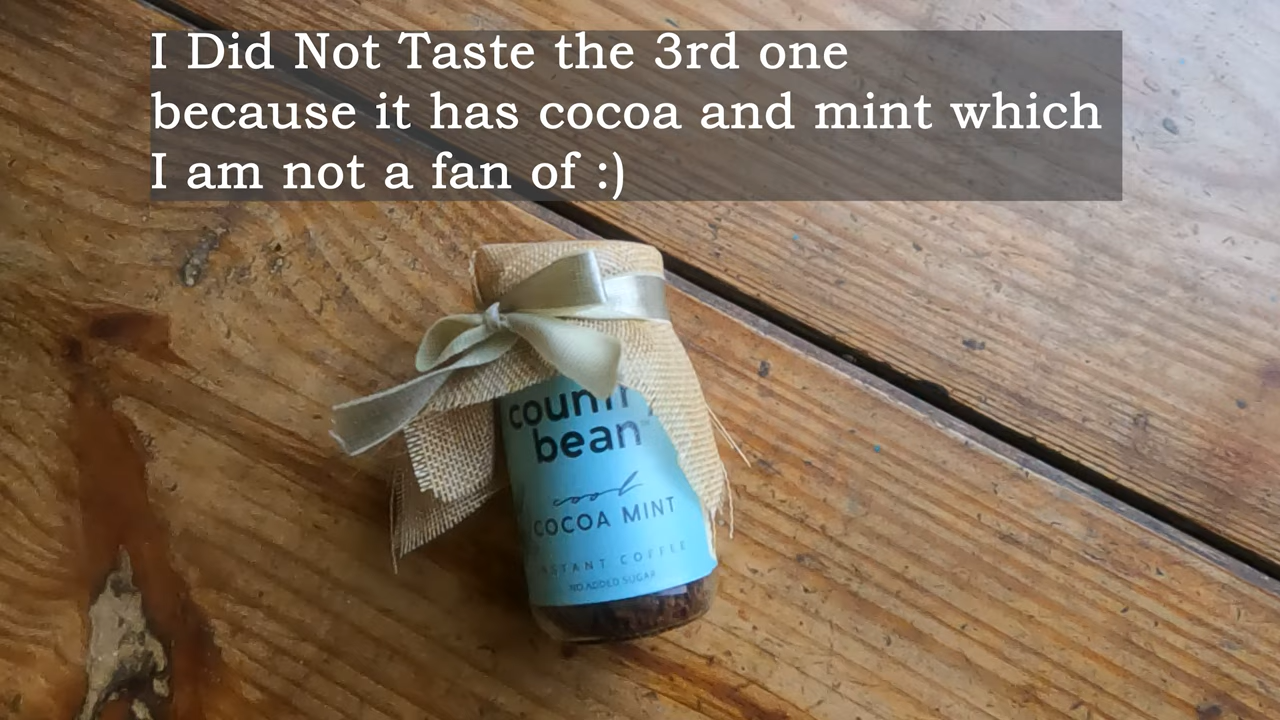 I Did Not Taste the 3rd one
because it has cocoa and mint which
I am not a fan of :)
bean
cool
COCOA MINT
INSTANT COFFEE
NO ADDED SUGAR